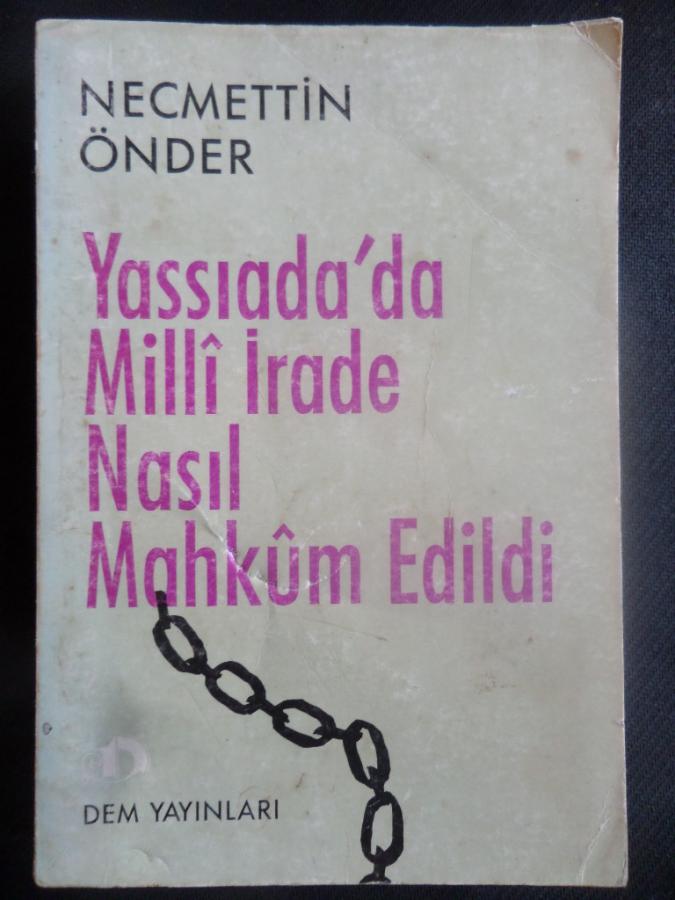 NECMETTİN
ÖNDER
Yassıada'da
Millî İrade
Nasıl
Mahkûm Edildi
DEM YAYINLARI